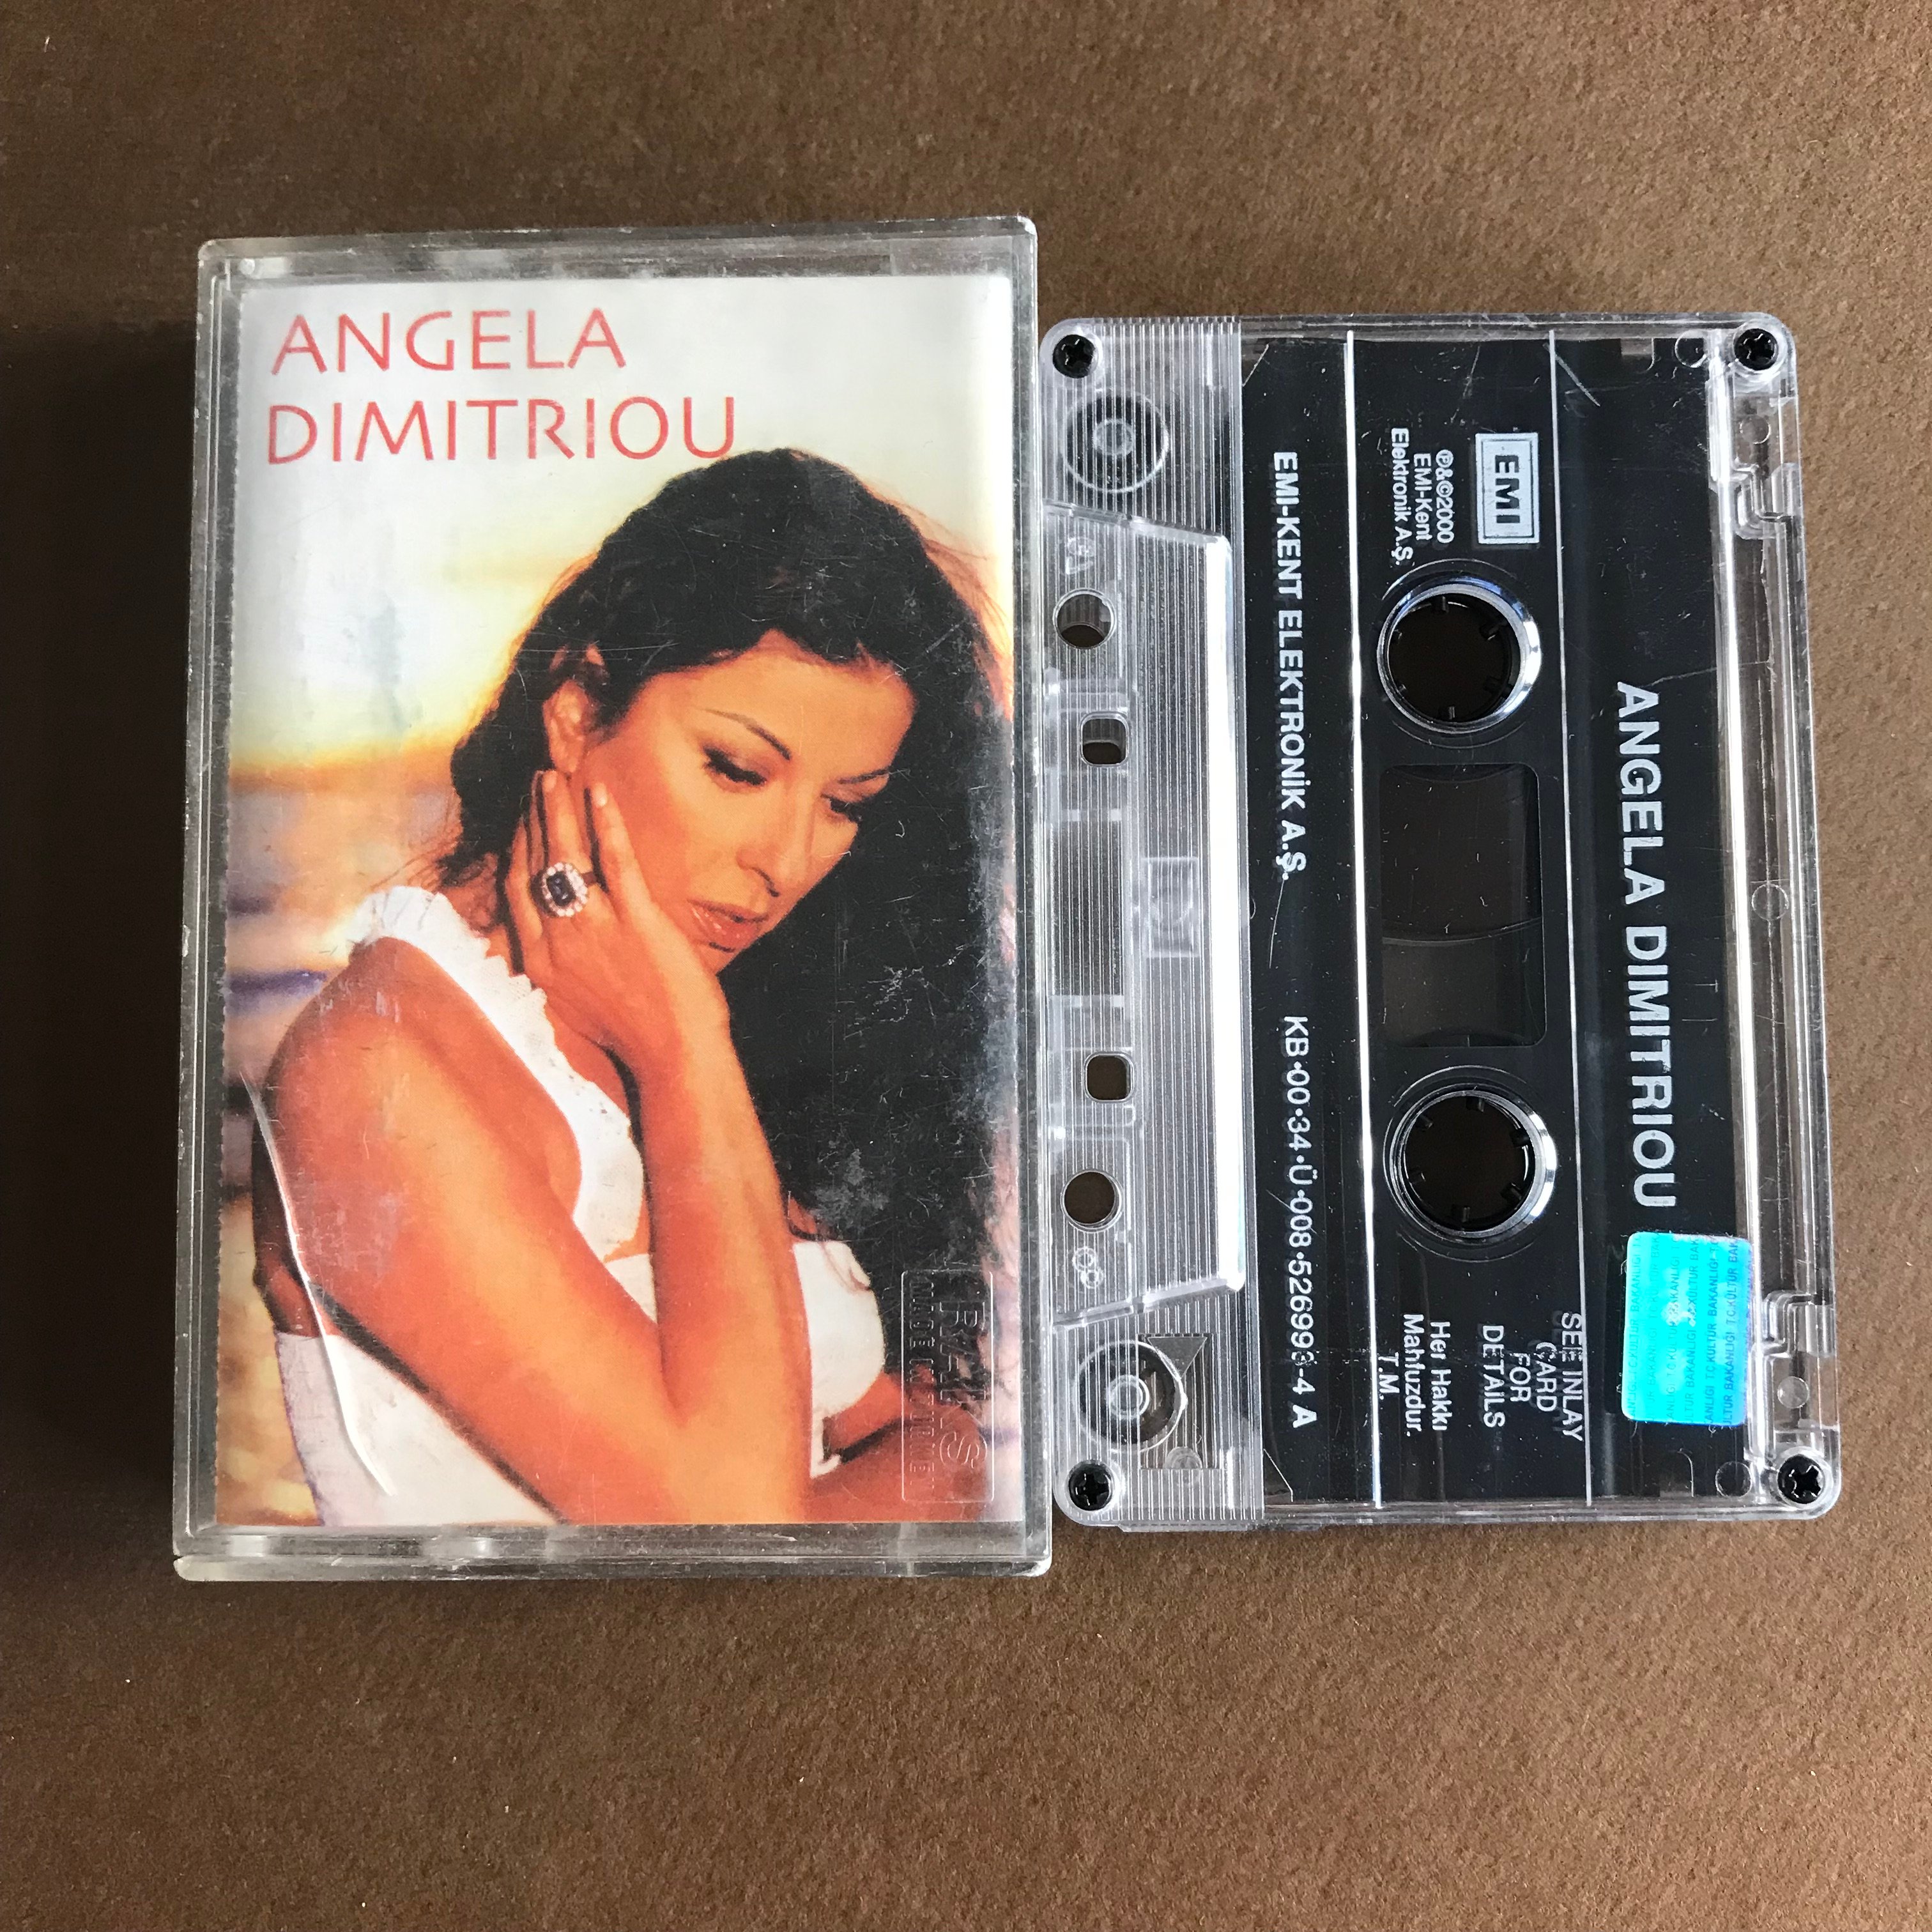 ANGELA
DIMITRIOU
RAKS
ANGELA DIMITRIOU
EMI
℗&©2000
EMI-Kent
Elektronik A.Ş.
SEE INLAY
CARD
FOR
DETAILS
Her Hakkı
Mahfuzdur.
T.M.
EMI-KENT ELEKTRONİK A.Ş. KB•00•34•Ü•008•526993-4 A